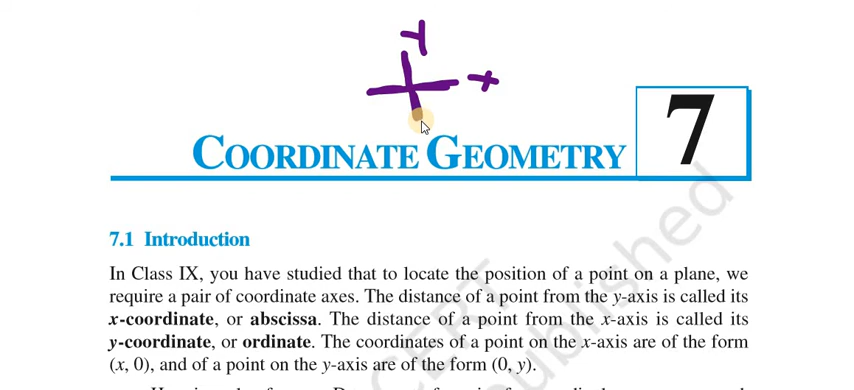 Y
x
7
COORDINATE GEOMETRY
7.1 Introduction
In Class IX, you have studied that to locate the position of a point on a plane, we
require a pair of coordinate axes. The distance of a point from the y-axis is called its
x-coordinate, or abscissa. The distance of a point from the x-axis is called its
y-coordinate, or ordinate. The coordinates of a point on the x-axis are of the form
(x, 0), and of a point on the y-axis are of the form (0, y).